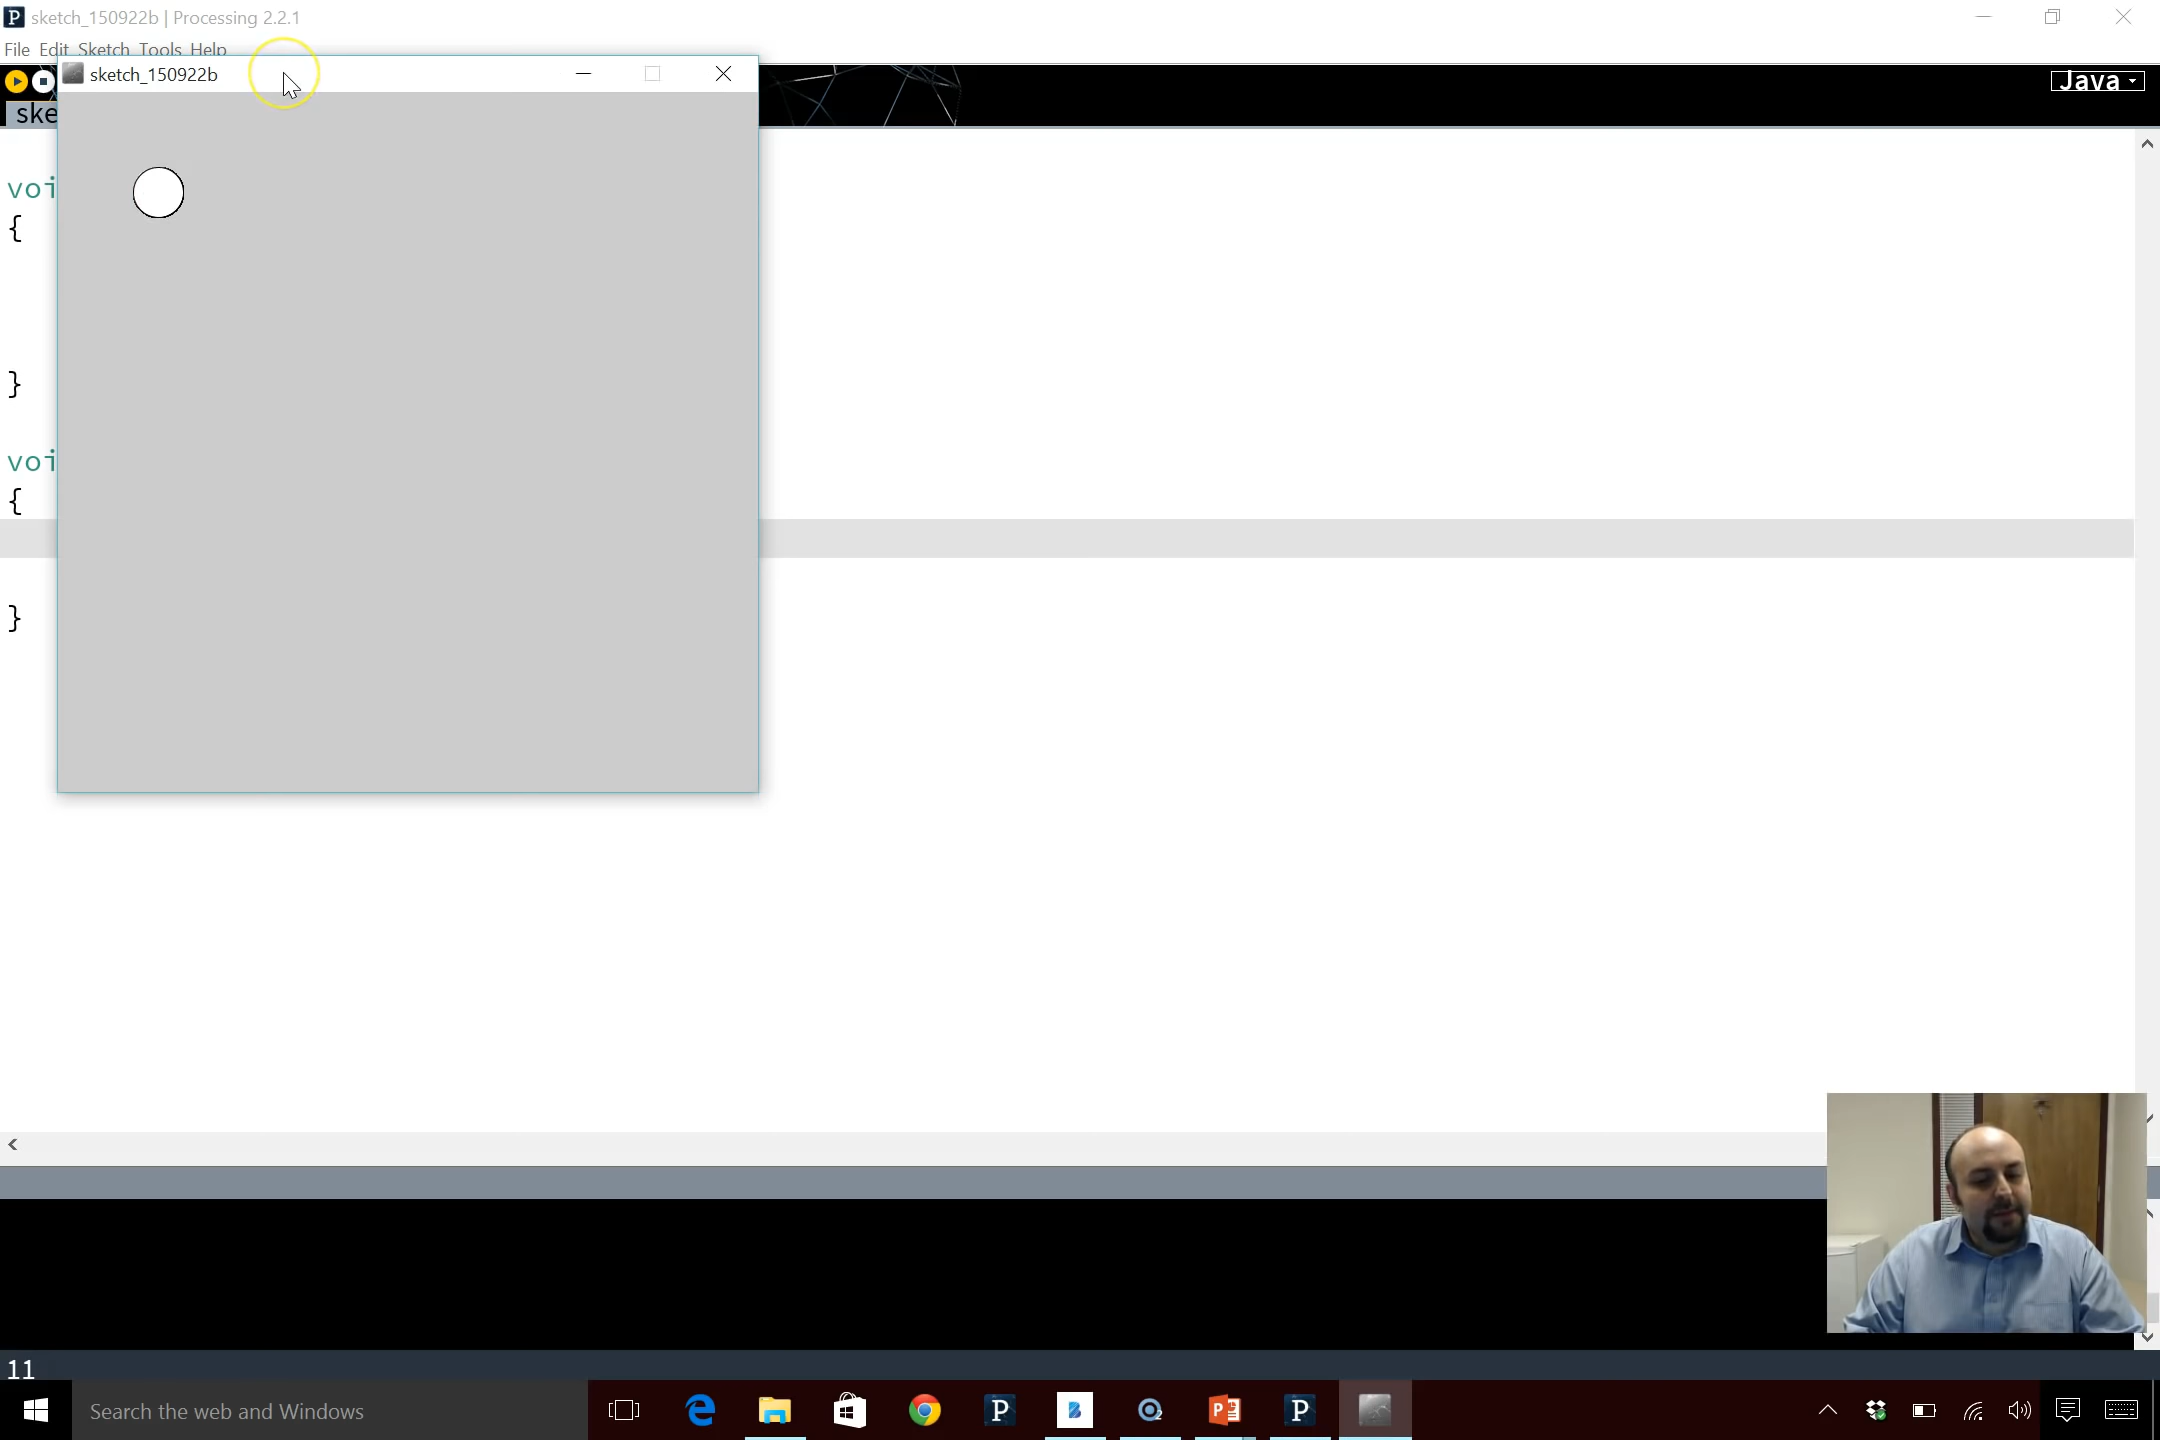 sketch_150922b | Processing 2.2.1
File Edit Sketch Tools Help
sketch_150922b
Java
ske
voi
{
}
voi
{
}
11
Search the web and Windows